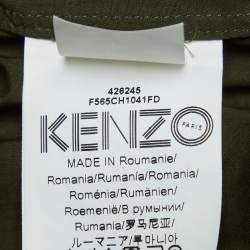 426245
F565CH1041FD
KENZO
PARIS
MADE IN Roumanie/
Romania/Rumanía/Romania/
Roménia/Rumänien/
Roemenië/В румынии/
Rumunia/罗马尼亚/
ルーマニア/루마니아